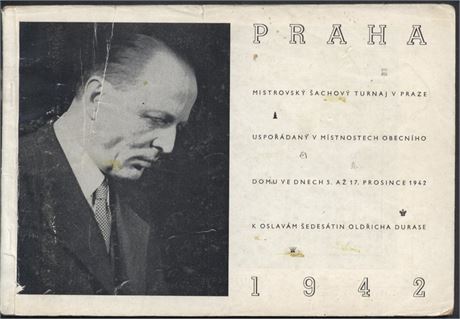 PRAHA
MISTROVSKÝ ŠACHOVÝ TURNAJ V PRAZE
USPOŘÁDANÝ V MÍSTNOSTECH OBECNÍHO
DOMU VE DNECH 5. AŽ 17. PROSINCE 1942
K OSLAVÁM ŠEDESÁTIN OLDŘICHA DURASE
1942